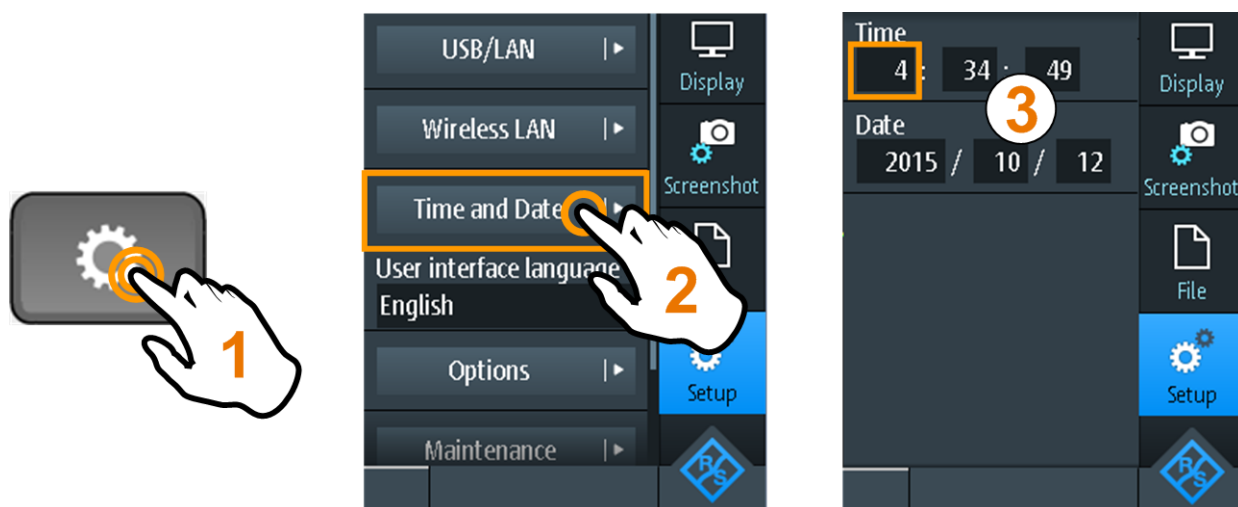 1
USB/LAN
Wireless LAN
Time and Date
User interface language
English
Options
Maintenance
Display
Screenshot
Setup
R/S
2
Time
4 : 34 : 49
Date
2015 / 10 / 12
3
Display
Screenshot
File
Setup
R/S